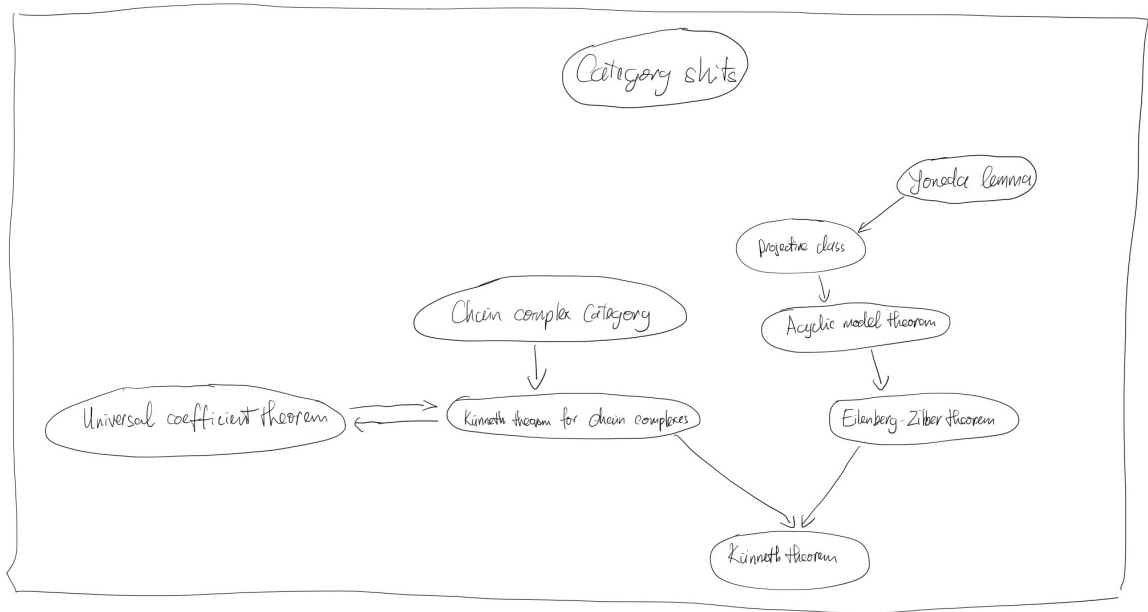 Category shits
Yoneda lemma
Projective class
Chain complex Category
Acyclic model theorem
Universal coefficient theorem
Künneth theorem for chain complexes
Eilenberg-Zilber theorem
Künneth theorem